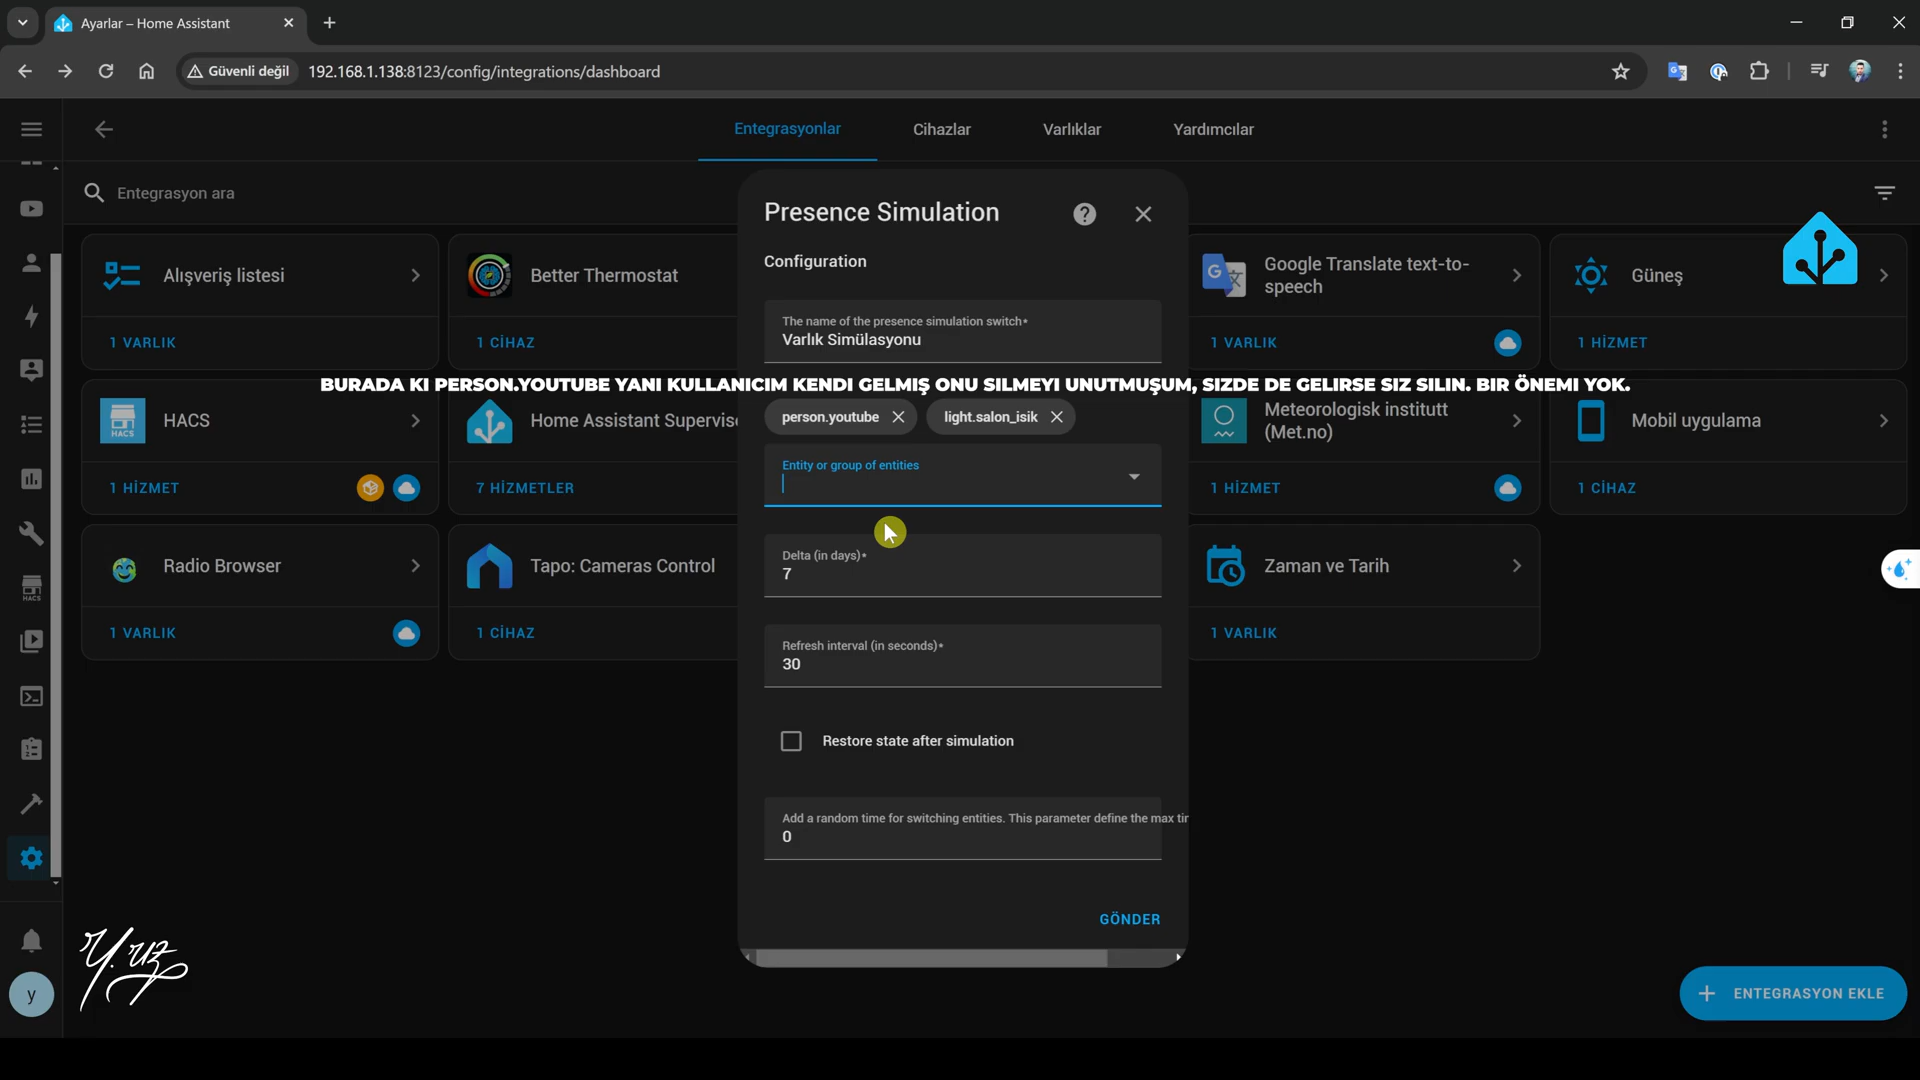 Ayarlar – Home Assistant
Güvenli değil
192.168.1.138:8123/config/integrations/dashboard
Entegrasyonlar
Cihazlar
Varlıklar
Yardımcılar
Entegrasyon ara
Presence Simulation
Configuration
The name of the presence simulation switch*
Varlık Simülasyonu
BURADA KI PERSON.YOUTUBE YANI KULLANICIM KENDI GELMIŞ ONU SILMEYI UNUTMUŞUM, SIZDE DE GELIRSE SIZ SILIN. BIR ÖNEMI YOK.
person.youtube
light.salon_isik
Entity or group of entities
Delta (in days)*
7
Refresh interval (in seconds)*
30
Restore state after simulation
Add a random time for switching entities. This parameter define the max tir
0
GÖNDER
Alışveriş listesi
1 VARLIK
Better Thermostat
1 CİHAZ
Google Translate text-to-
speech
1 VARLIK
Güneş
1 HİZMET
HACS
1 HİZMET
Home Assistant Superviso
7 HİZMETLER
Meteorologisk institutt
(Met.no)
1 HİZMET
Mobil uygulama
1 CİHAZ
Radio Browser
1 VARLIK
Tapo: Cameras Control
1 CİHAZ
Zaman ve Tarih
1 VARLIK
HACS
y
Y.uz
ENTEGRASYON EKLE